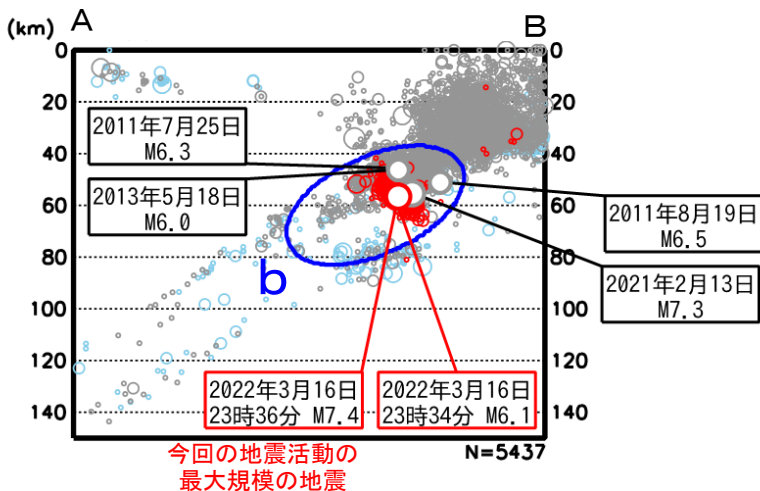 A
B
(km)
0
0
20
20
40
40
60
60
80
80
100
100
120
120
140
140
2011年7月25日
M6.3
2013年5月18日
M6.0
2011年8月19日
M6.5
2021年2月13日
M7.3
b
2022年3月16日
23時36分 M7.4
2022年3月16日
23時34分 M6.1
今回の地震活動の
最大規模の地震
N=5437